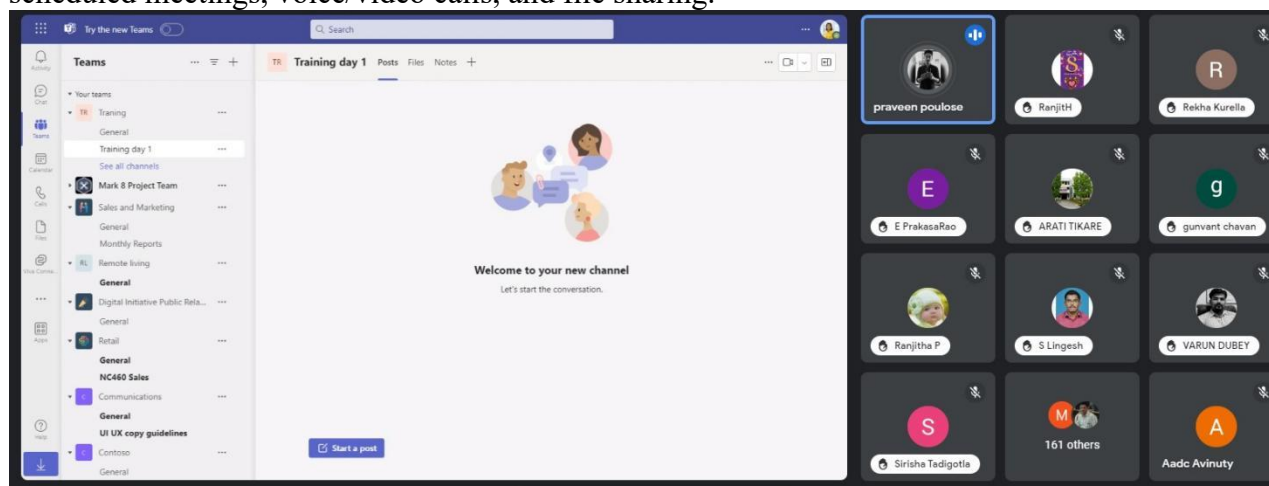 scheduled meetings, voice/video calls, and file sharing.
Try the new Teams
Search
Activity
Chat
Teams
Calendar
Calls
Files
Viva Conne...
Apps
Help
Teams
Your teams
TR Traning
General
Training day 1
See all channels
Mark 8 Project Team
Sales and Marketing
General
Monthly Reports
RL Remote living
General
Digital Initiative Public Rela...
General
Retail
General
NC460 Sales
C Communications
General
UI UX copy guidelines
C Contoso
General
TR Training day 1 Posts Files Notes
Welcome to your new channel
Let's start the conversation.
Start a post
praveen poulose
S
RanjitH
R
Rekha Kurella
E
E PrakasaRao
ARATI TIKARE
g
gunvant chavan
Ranjitha P
S Lingesh
VARUN DUBEY
S
Sirisha Tadigotla
M
161 others
A
Aadc Avinuty